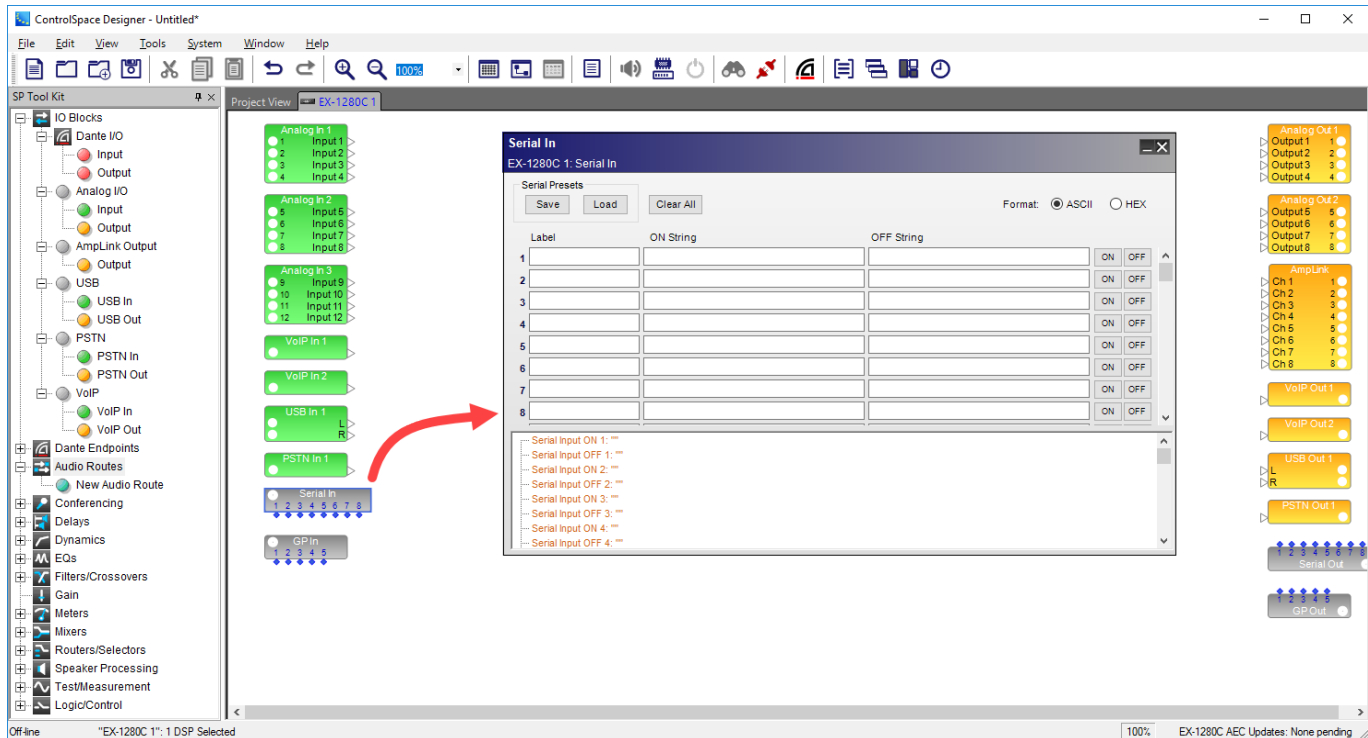 ControlSpace Designer - Untitled*
File Edit View Tools System Window Help
100%
SP Tool Kit
IO Blocks
Dante I/O
Input
Output
Analog I/O
Input
Output
AmpLink Output
Output
USB
USB In
USB Out
PSTN
PSTN In
PSTN Out
VoIP
VoIP In
VoIP Out
Dante Endpoints
Audio Routes
New Audio Route
Conferencing
Delays
Dynamics
EQs
Filters/Crossovers
Gain
Meters
Mixers
Routers/Selectors
Speaker Processing
Test/Measurement
Logic/Control
Project View EX-1280C 1
Analog In 1
1 Input 1
2 Input 2
3 Input 3
4 Input 4
Analog In 2
5 Input 5
6 Input 6
7 Input 7
8 Input 8
Analog In 3
9 Input 9
10 Input 10
11 Input 11
12 Input 12
VoIP In 1
VoIP In 2
USB In 1
L
R
PSTN In 1
Serial In
1 2 3 4 5 6 7 8
GP In
1 2 3 4 5
Serial In
EX-1280C 1: Serial In
Serial Presets
Save Load Clear All Format: ASCII HEX
Label ON String OFF String
1 ON OFF
2 ON OFF
3 ON OFF
4 ON OFF
5 ON OFF
6 ON OFF
7 ON OFF
8 ON OFF
Serial Input ON 1: ""
Serial Input OFF 1: ""
Serial Input ON 2: ""
Serial Input OFF 2: ""
Serial Input ON 3: ""
Serial Input OFF 3: ""
Serial Input ON 4: ""
Serial Input OFF 4: ""
Analog Out 1
Output 1 1
Output 2 2
Output 3 3
Output 4 4
Analog Out 2
Output 5 5
Output 6 6
Output 7 7
Output 8 8
AmpLink
Ch 1 1
Ch 2 2
Ch 3 3
Ch 4 4
Ch 5 5
Ch 6 6
Ch 7 7
Ch 8 8
VoIP Out 1
VoIP Out 2
USB Out 1
L
R
PSTN Out 1
1 2 3 4 5 6 7 8
Serial Out
1 2 3 4 5
GP Out
Off-line "EX-1280C 1": 1 DSP Selected 100% EX-1280C AEC Updates: None pending